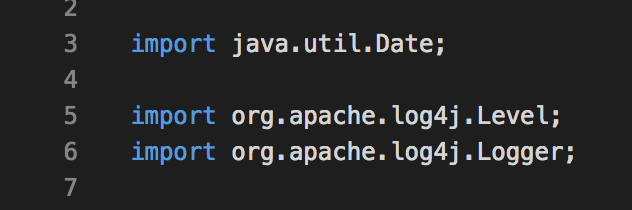 2
3 import java.util.Date;
4
5 import org.apache.log4j.Level;
6 import org.apache.log4j.Logger;
7